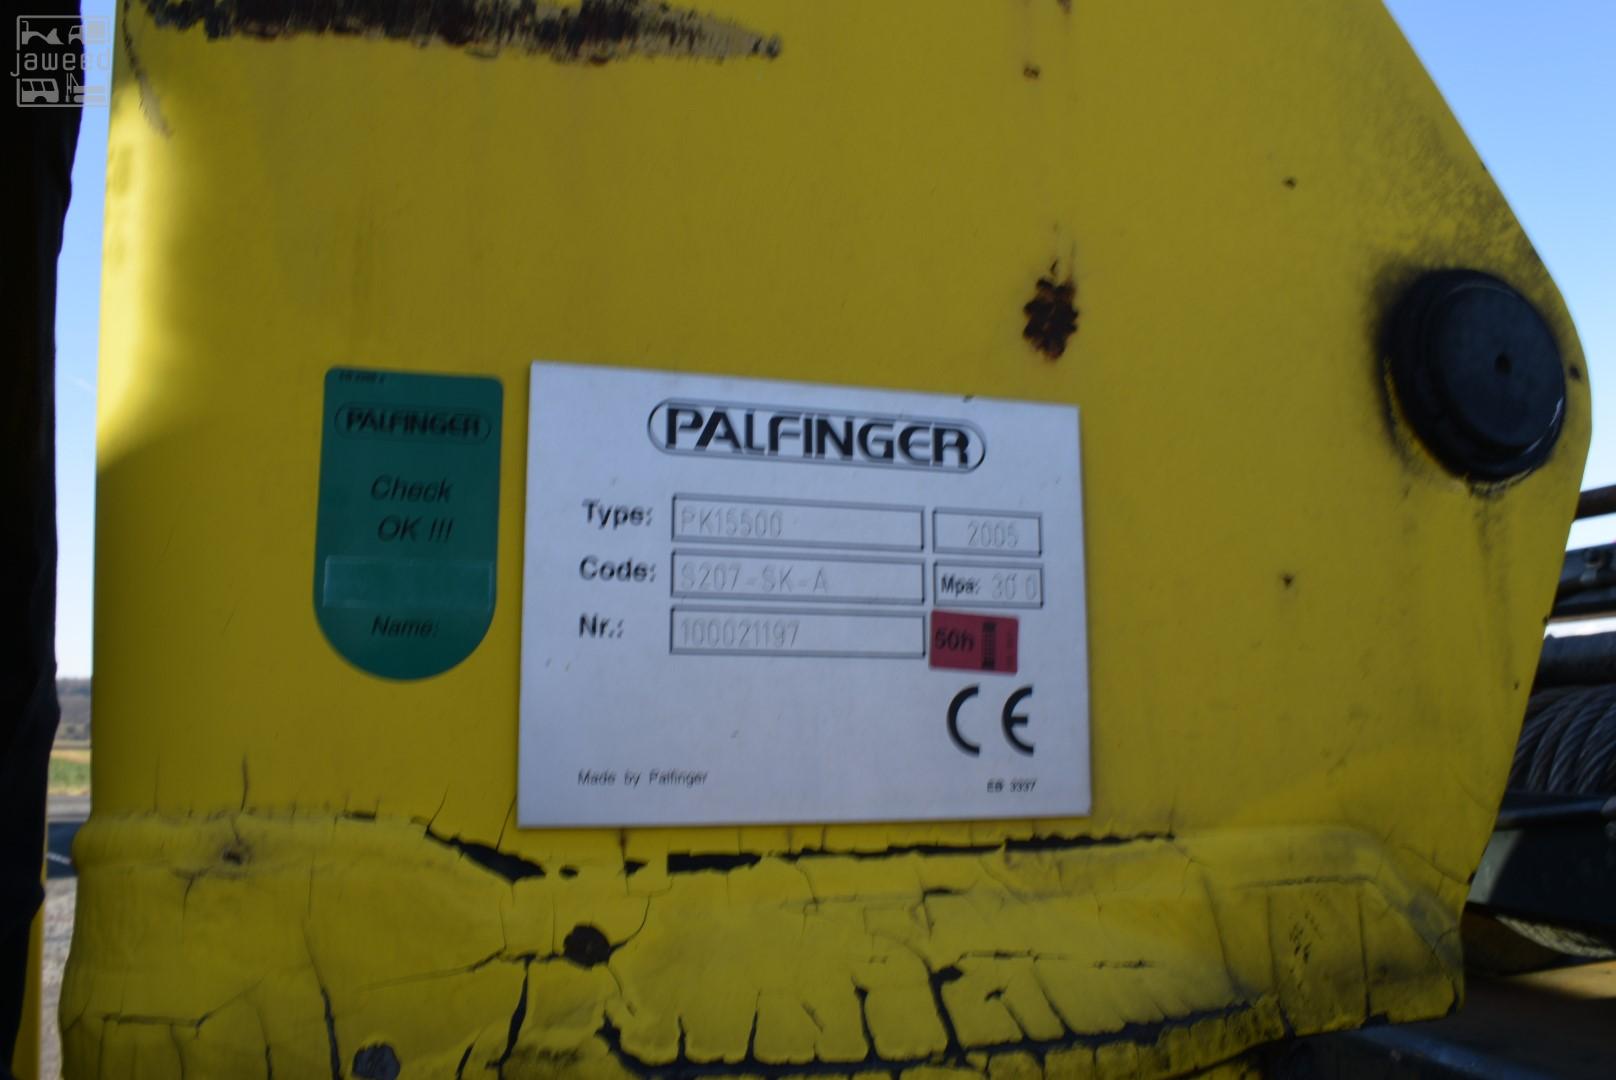 jaweed
PALFINGER
Check
OK !!!
Name:
PALFINGER
Type: PK15500 2005
Code: S207-SK-A Mpa: 30 0
Nr.: 100021197 50h
CE
Made by Palfinger
EB 3337